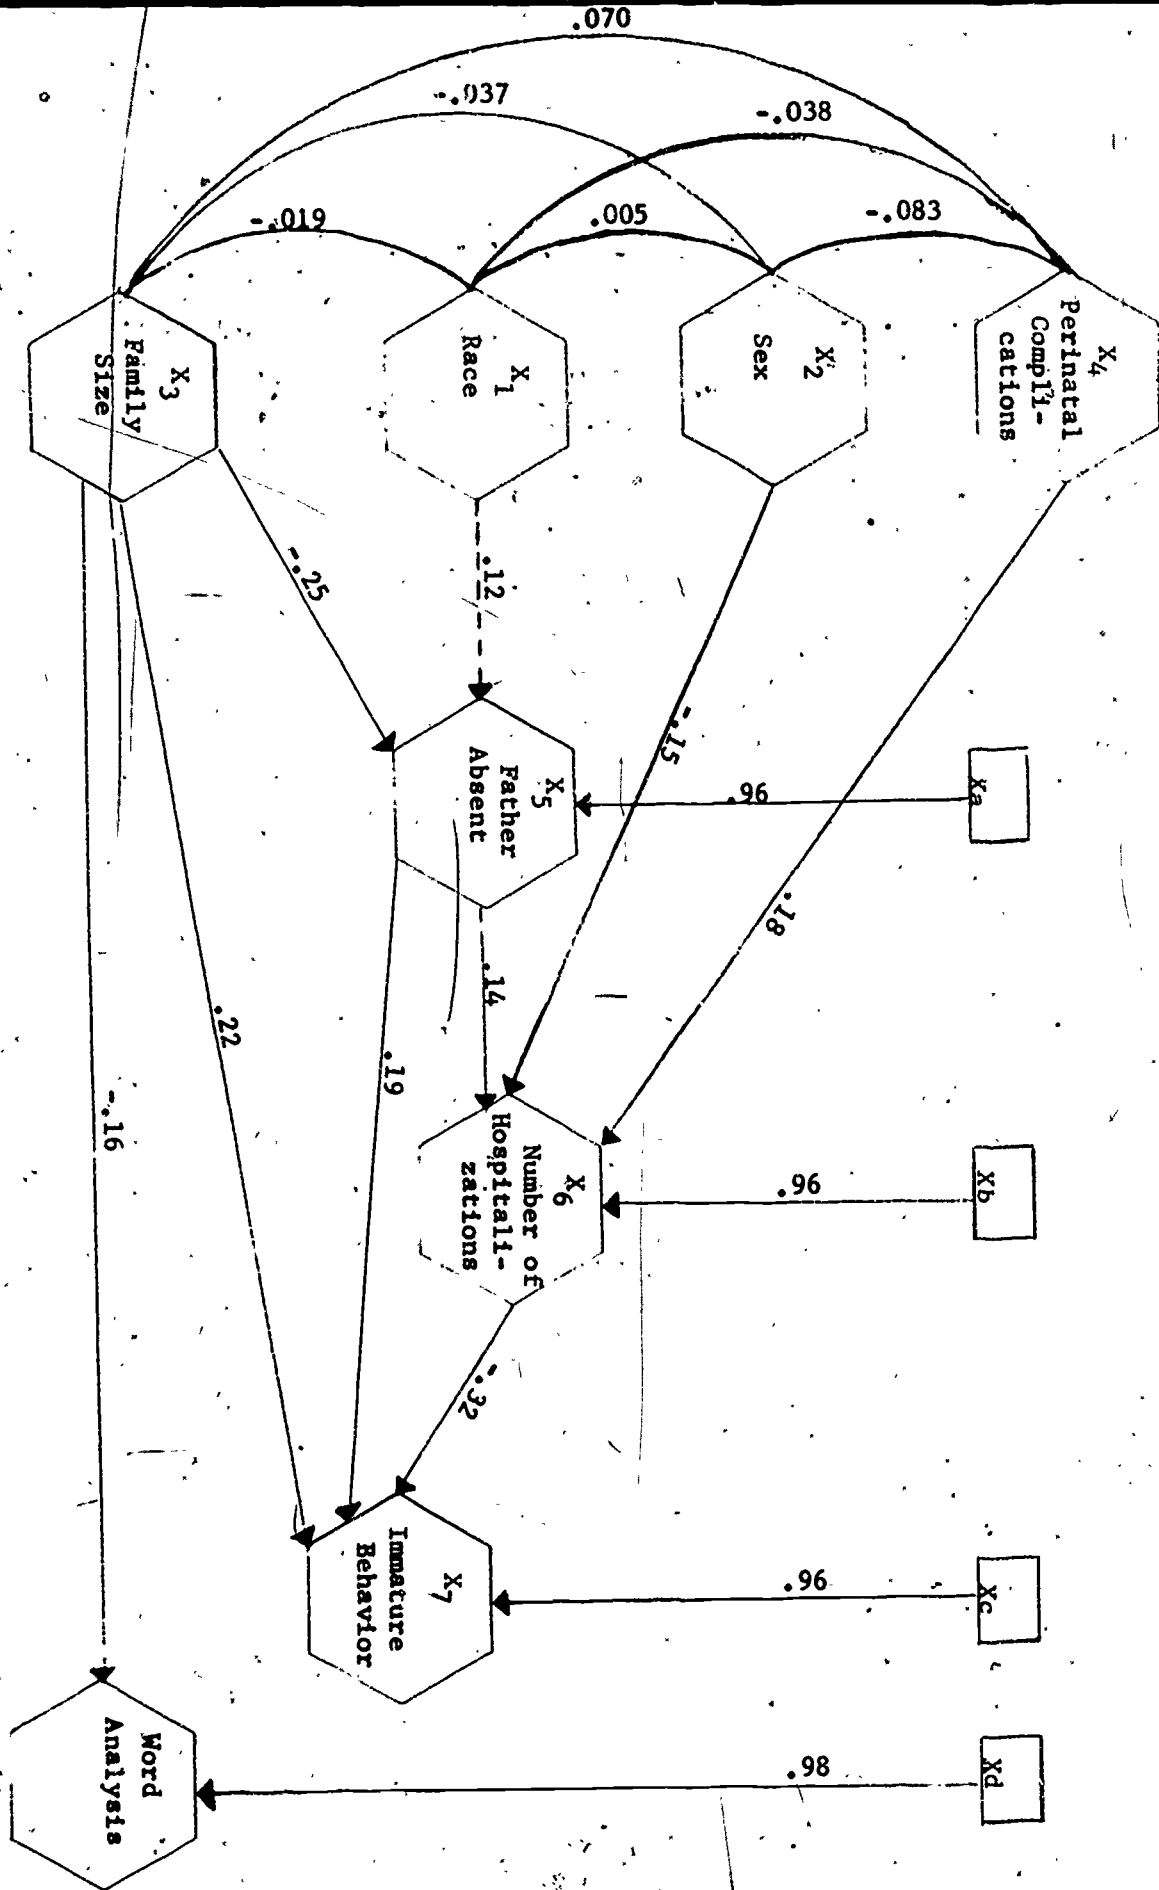 .070
-.037
-.038
-.019
.005
-.083
X4
Perinatal
Compli-
cations
X2
Sex
X1
Race
X3
Family
Size
-.25
.12
-.15
.18
.96
Xa
X5
Father
Absent
.14
.19
.22
-.16
.96
Xb
X6
Number of
Hospitali-
zations
-.32
.96
Xc
X7
Immature
Behavior
.98
Xd
Word
Analysis